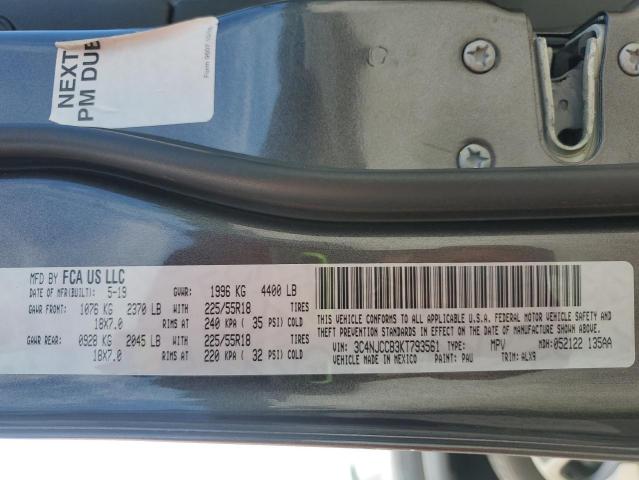 NEXT
PM DUE
MFD BY FCA US LLC
DATE OF MFR(BUILT): 5-19 GVWR: 1996 KG 4400 LB
GAWR FRONT: 1076 KG 2370 LB WITH 225/55R18 TIRES
18X7.0 RIMS AT 240 KPA ( 35 PSI) COLD
GAWR REAR: 0928 KG 2045 LB WITH 225/55R18 TIRES
18X7.0 RIMS AT 220 KPA ( 32 PSI) COLD
THIS VEHICLE CONFORMS TO ALL APPLICABLE U.S.A. FEDERAL MOTOR VEHICLE SAFETY AND
THEFT PREVENTION STANDARDS IN EFFECT ON THE DATE OF MANUFACTURE SHOWN ABOVE.
VIN: 3C4NJCCB3KT793561 TYPE: MPV MDH: 052122 135AA
VEHICLE MADE IN MEXICO PAINT: PAU TRIM: ALX9